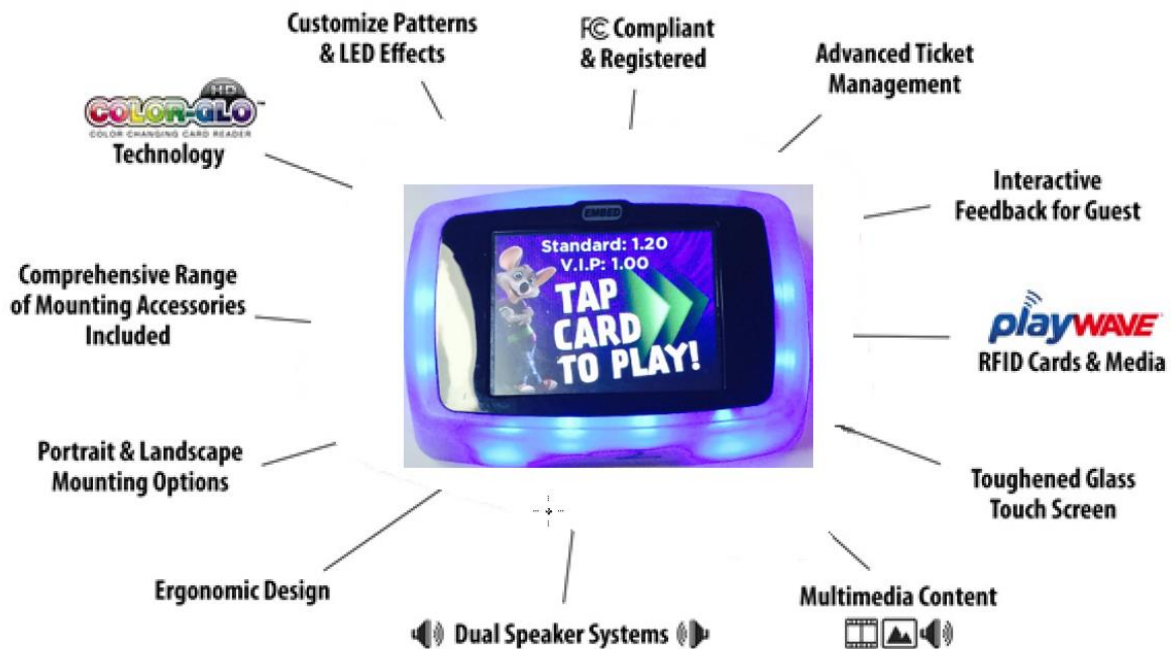 Customize Patterns
& LED Effects
FC Compliant
& Registered
Advanced Ticket
Management
HD
COLOR-GLO™
COLOR CHANGING CARD READER
Technology
Interactive
Feedback for Guest
EMBED
Standard: 1.20
V.I.P: 1.00
TAP
CARD
TO PLAY!
Comprehensive Range
of Mounting Accessories
Included
playWAVE
RFID Cards & Media
Portrait & Landscape
Mounting Options
Toughened Glass
Touch Screen
Ergonomic Design
Dual Speaker Systems
Multimedia Content